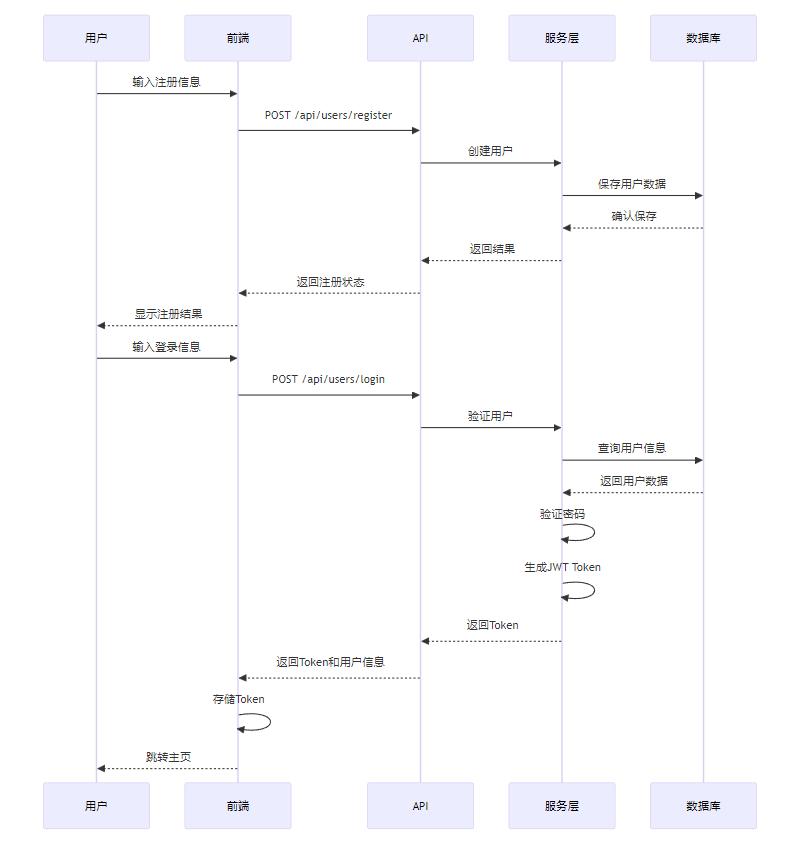 用户
前端
API
服务层
数据库
输入注册信息
POST /api/users/register
创建用户
保存用户数据
确认保存
返回结果
返回注册状态
显示注册结果
输入登录信息
POST /api/users/login
验证用户
查询用户信息
返回用户数据
验证密码
生成JWT Token
返回Token
返回Token和用户信息
存储Token
跳转主页
用户
前端
API
服务层
数据库